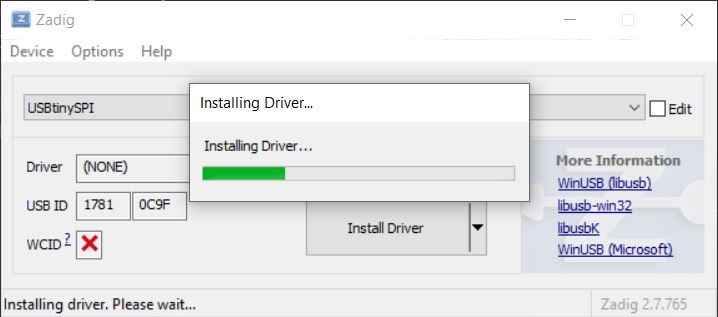 Zadig
Device Options Help
Installing Driver...
USBtinySPI
Edit
Installing Driver...
Driver (NONE)
USB ID 1781 0C9F
WCID ?
Install Driver
More Information
WinUSB (libusb)
libusb-win32
libusbK
WinUSB (Microsoft)
Installing driver. Please wait...
Zadig 2.7.765